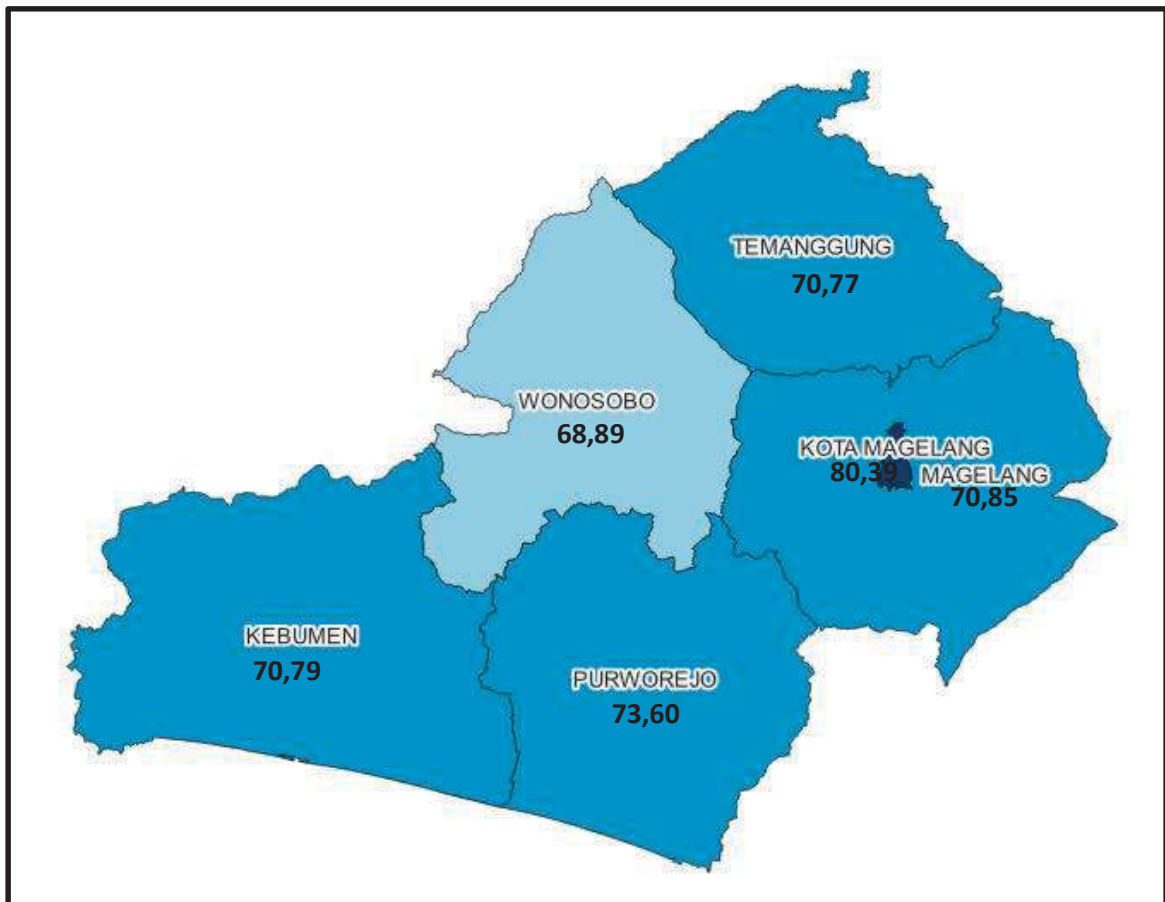 TEMANGGUNG
70,77
WONOSOBO
68,89
KOTA MAGELANG
80,39
MAGELANG
70,85
KEBUMEN
70,79
PURWOREJO
73,60